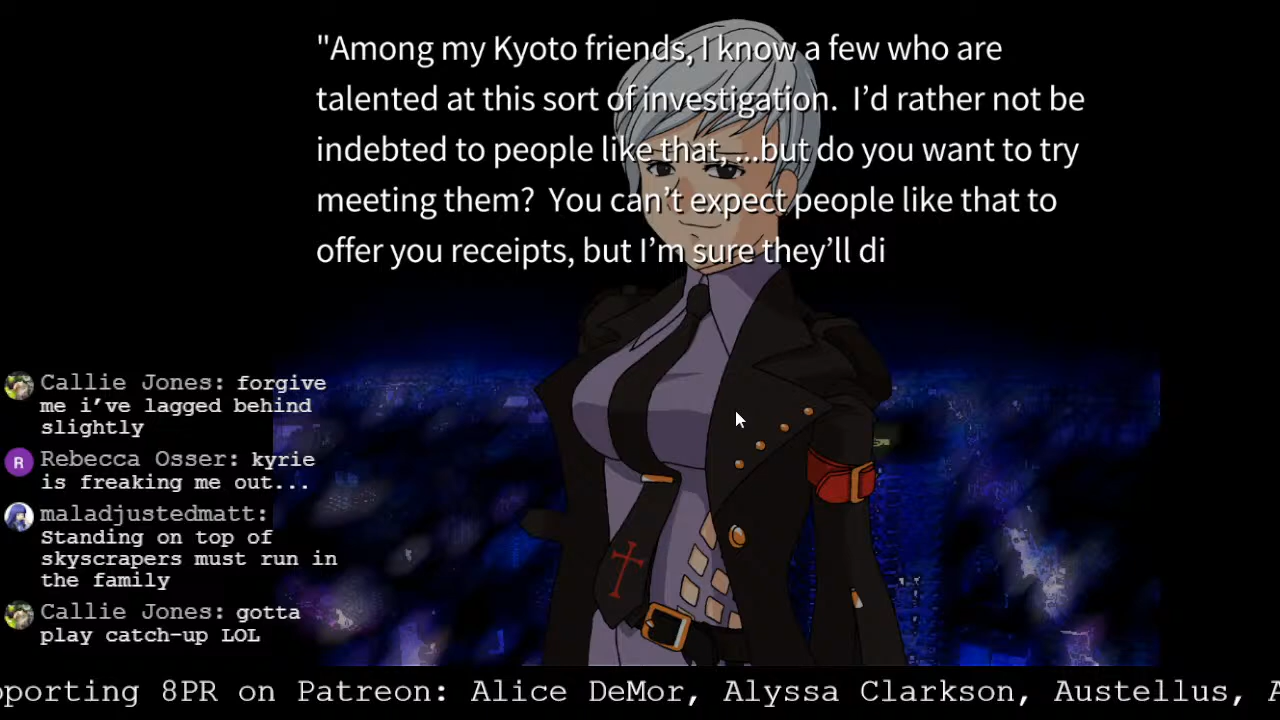 "Among my Kyoto friends, I know a few who are
talented at this sort of investigation.  I’d rather not be
indebted to people like that, ...but do you want to try
meeting them?  You can’t expect people like that to
offer you receipts, but I’m sure they’ll di
Callie Jones: forgive
me i’ve lagged behind
slightly
R
Rebecca Osser: kyrie
is freaking me out...
maladjustedmatt:
Standing on top of
skyscrapers must run in
the family
Callie Jones: gotta
play catch-up LOL
pporting 8PR on Patreon: Alice DeMor, Alyssa Clarkson, Austellus, A